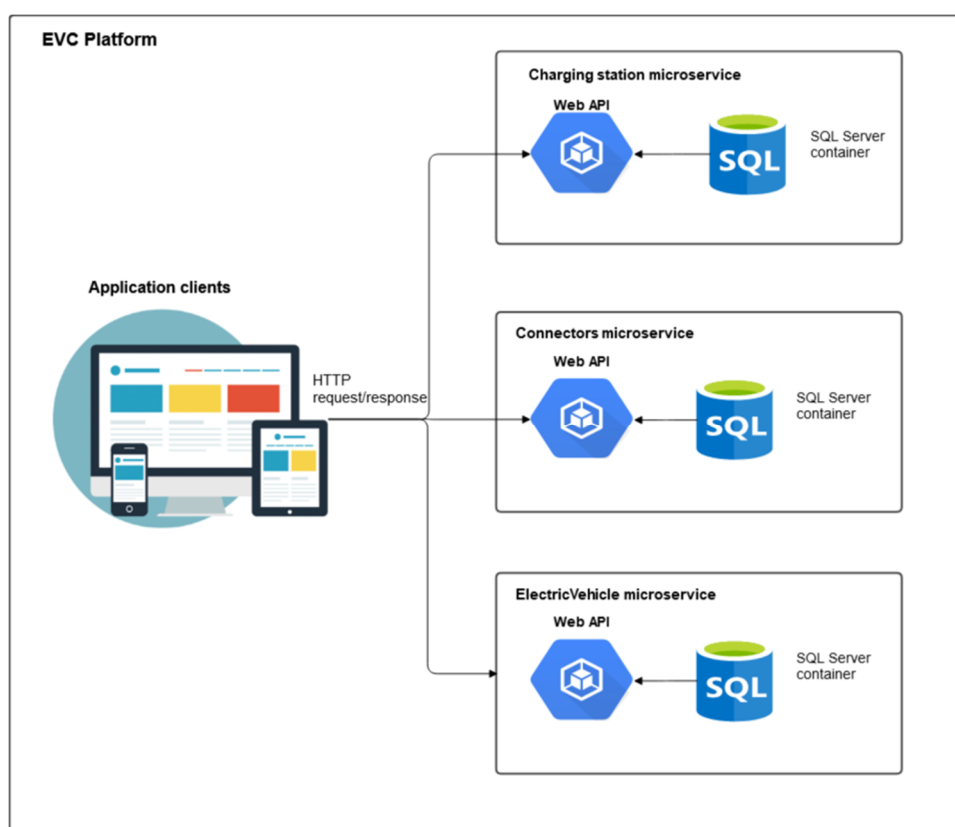 EVC Platform
Charging station microservice
Web API
SQL
SQL Server
container
Application clients
HTTP
request/response
Connectors microservice
Web API
SQL
SQL Server
container
ElectricVehicle microservice
Web API
SQL
SQL Server
container